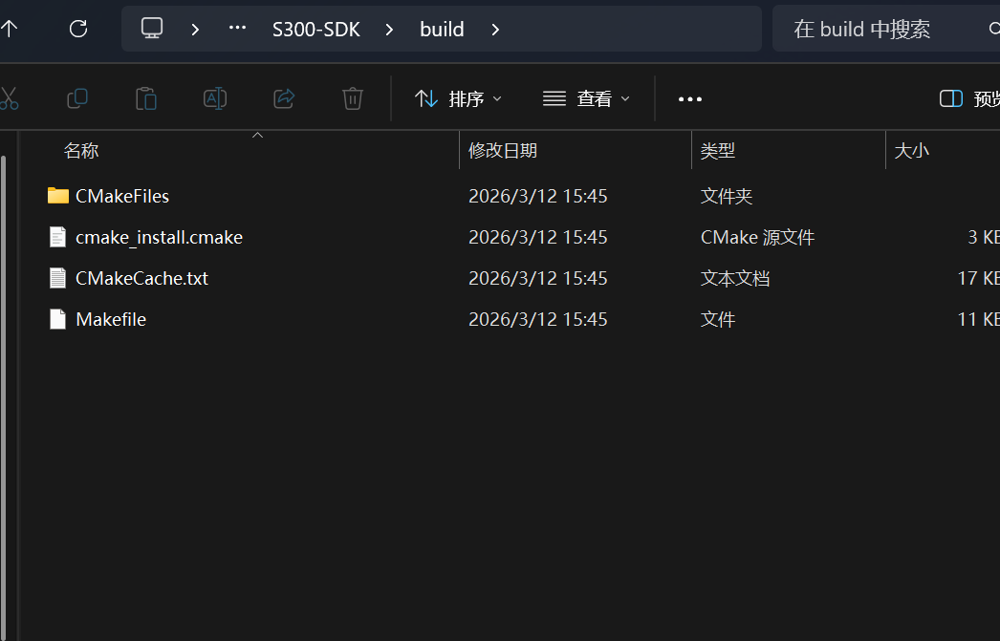 S300-SDK build 在 build 中搜索
排序 查看
名称 修改日期 类型 大小
CMakeFiles 2026/3/12 15:45 文件夹
cmake_install.cmake 2026/3/12 15:45 CMake 源文件 3 KB
CMakeCache.txt 2026/3/12 15:45 文本文档 17 KB
Makefile 2026/3/12 15:45 文件 11 KB